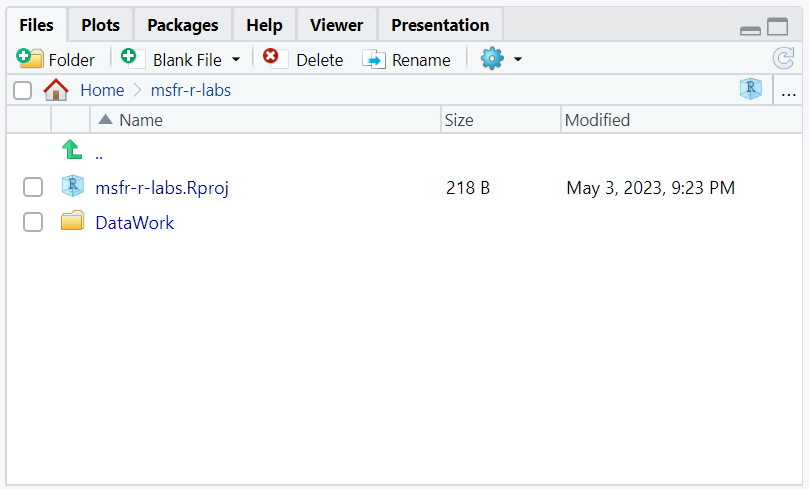 Files Plots Packages Help Viewer Presentation
Folder Blank File Delete Rename
Home msfr-r-labs R ...
Name Size Modified
..
R msfr-r-labs.Rproj 218 B May 3, 2023, 9:23 PM
DataWork